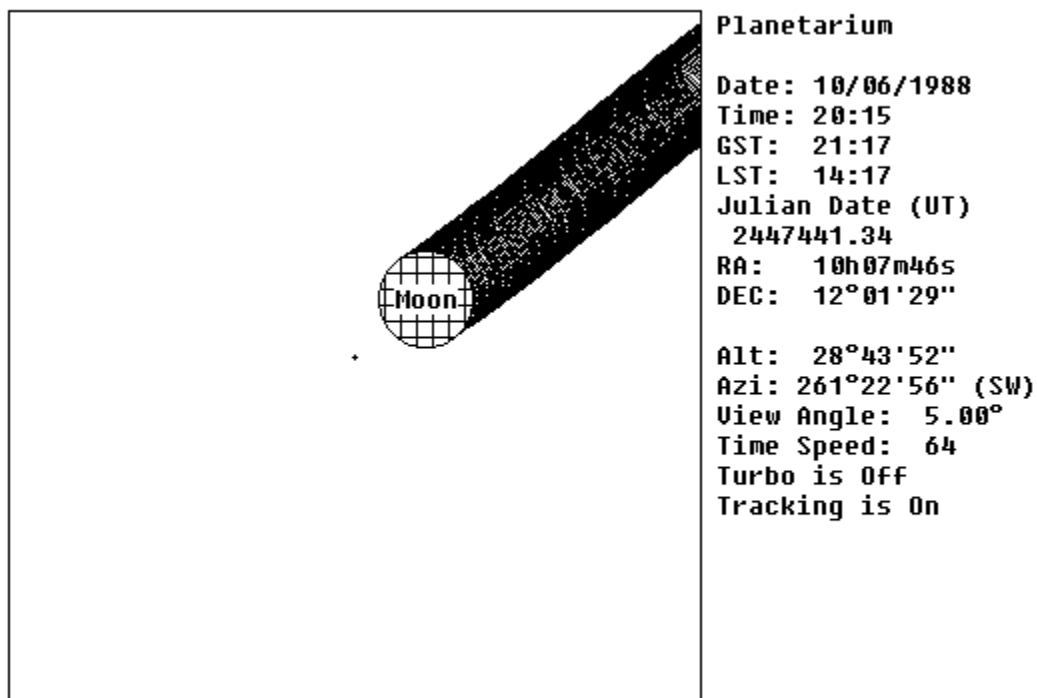 Planetarium
Date: 10/06/1988
Time: 20:15
GST: 21:17
LST: 14:17
Julian Date (UT)
2447441.34
RA: 10h07m46s
DEC: 12°01'29"
Moon
Alt: 28°43'52"
Azi: 261°22'56" (SW)
View Angle: 5.00°
Time Speed: 64
Turbo is Off
Tracking is On